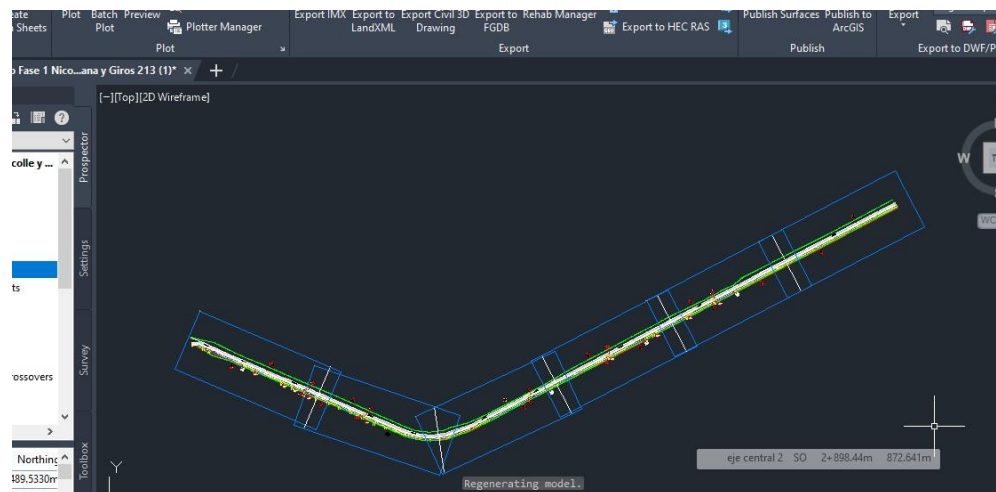 Plot Batch Preview Export IMX Export to Export Civil 3D Export to Rehab Manager Publish Surfaces Publish to Export
Sheets Plot Plotter Manager LandXML Drawing FGDB Export to HEC RAS ArcGIS
Plot Export Publish Export to DWF/P
Fase 1 Nico...ana y Giros 213 (1)*
[−][Top][2D Wireframe]
Prospector
colle y ...
W
Settings
ts
Survey
rossovers
Toolbox
Northing
489.5330m
Y
eje central 2 SO 2+898.44m 872.641m
Regenerating model.